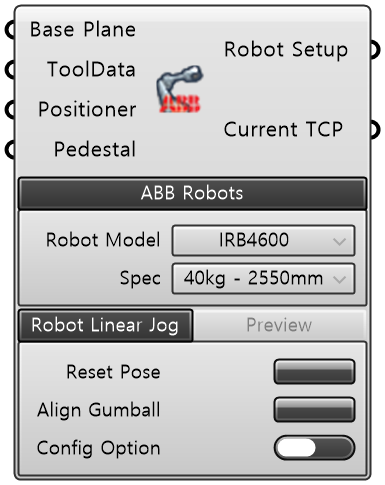 Base Plane
Robot Setup
ToolData
ABB
Positioner
Current TCP
Pedestal
ABB Robots
Robot Model IRB4600
Spec 40kg - 2550mm
Robot Linear Jog Preview
Reset Pose
Align Gumball
Config Option